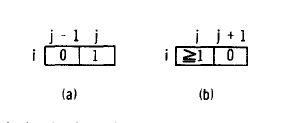 j - 1 j
i 0 1
(a)
j j + 1
i ≥1 0
(b)